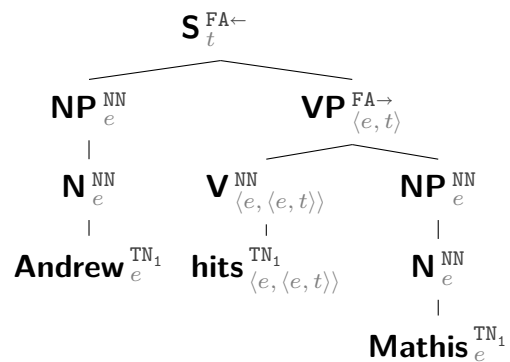 S FA← t
NP NN e VP FA→ ⟨e, t⟩
N NN e V NN ⟨e, ⟨e, t⟩⟩ NP NN e
Andrew TN₁ e hits TN₁ ⟨e, ⟨e, t⟩⟩ N NN e
Mathis TN₁ e